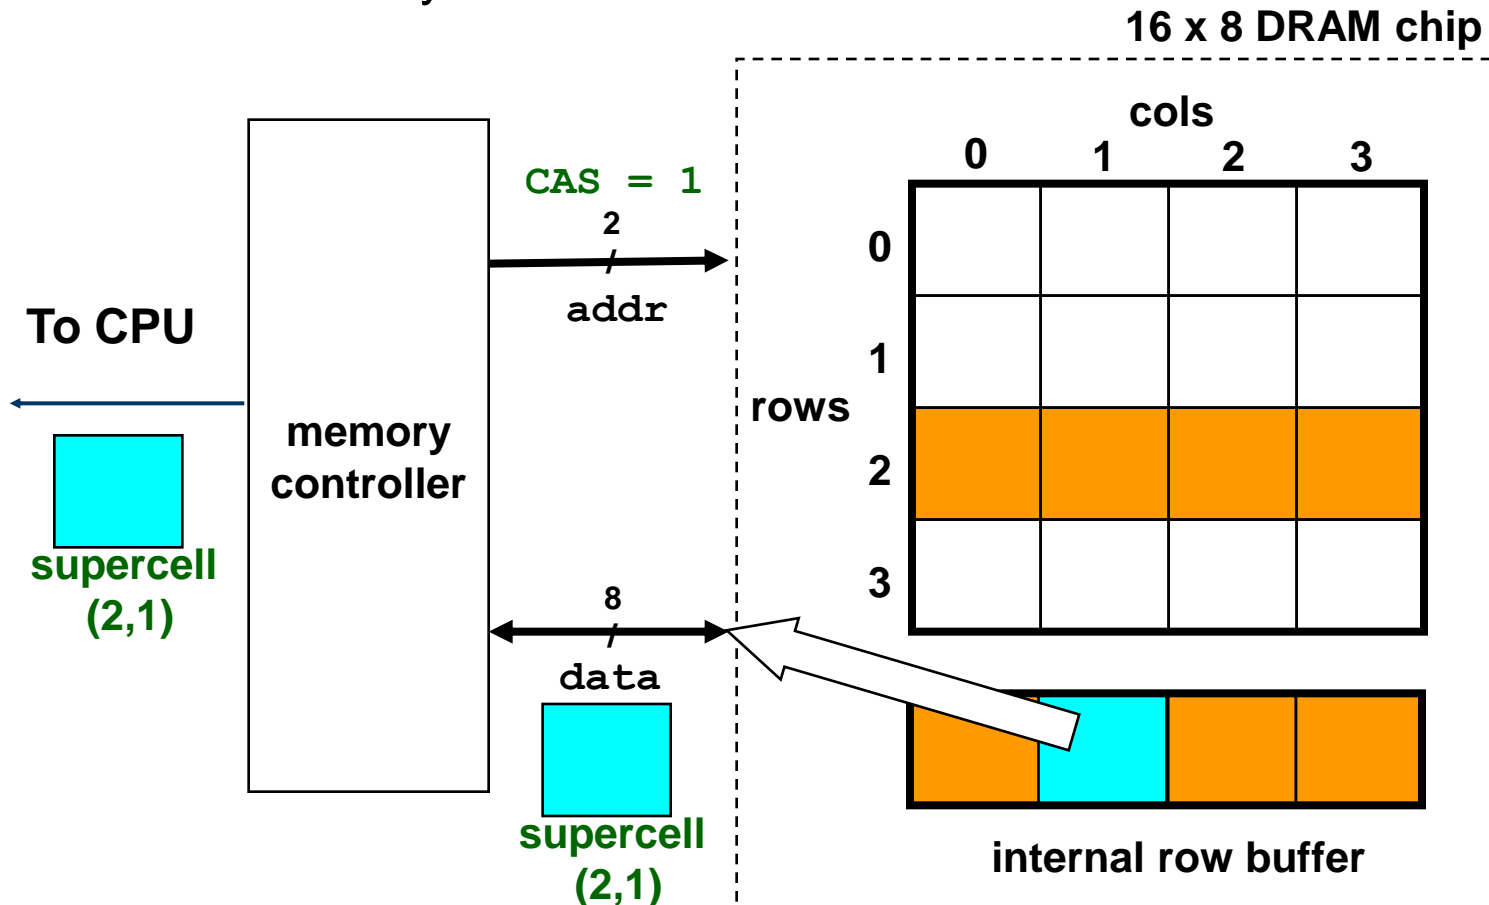 16 x 8 DRAM chip
cols
0 1 2 3
CAS = 1
2
/
addr
0
To CPU
1
rows
memory
controller
2
supercell
(2,1)
3
8
/
data
supercell
(2,1)
internal row buffer